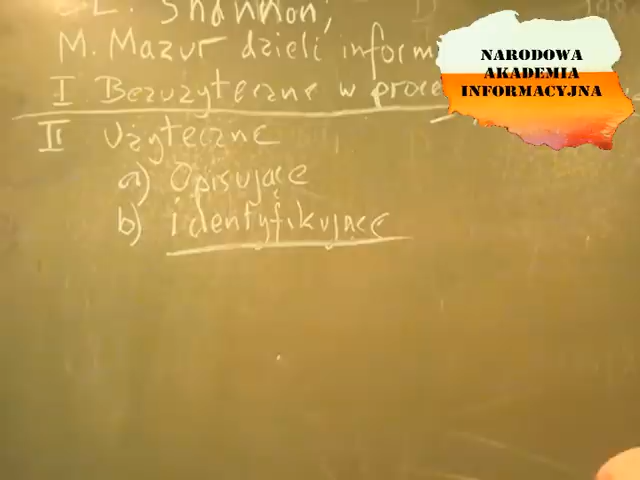 Shannon,
M. Mazur dzieli inform
I Bezużyteczne w proce
II Użyteczne
a) Opisujące
b) identyfikujące
NARODOWA
AKADEMIA
INFORMACYJNA